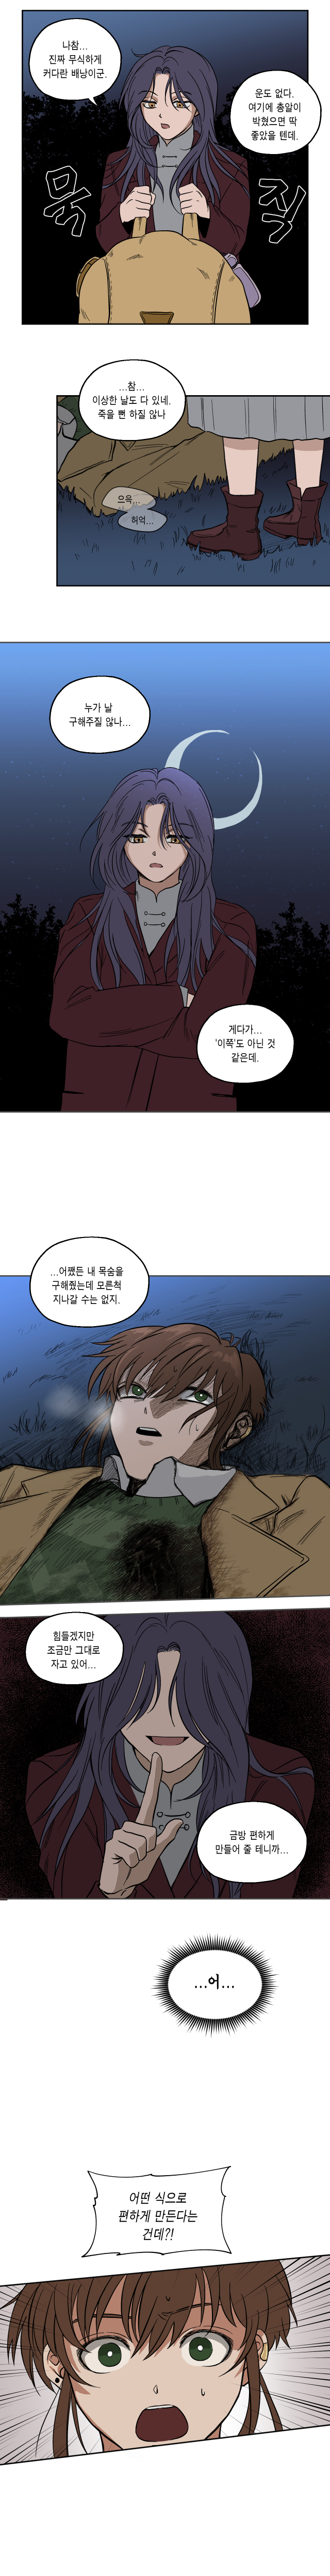 나참...
진짜 무식하게
커다란 배낭이군.
운도 없다.
여기에 총알이
박혔으면 딱
좋았을 텐데.
묵
직
...참...
이상한 날도 다 있네.
죽을 뻔 하질 않나
으윽...
허억...
누가 날
구해주질 않나...
게다가...
'이쪽'도 아닌 것
같은데.
...어쨌든 내 목숨을
구해줬는데 모른척
지나갈 수는 없지.
힘들겠지만
조금만 그대로
자고 있어...
금방 편하게
만들어 줄 테니까...
...어...
어떤 식으로
편하게 만든다는
건데?!